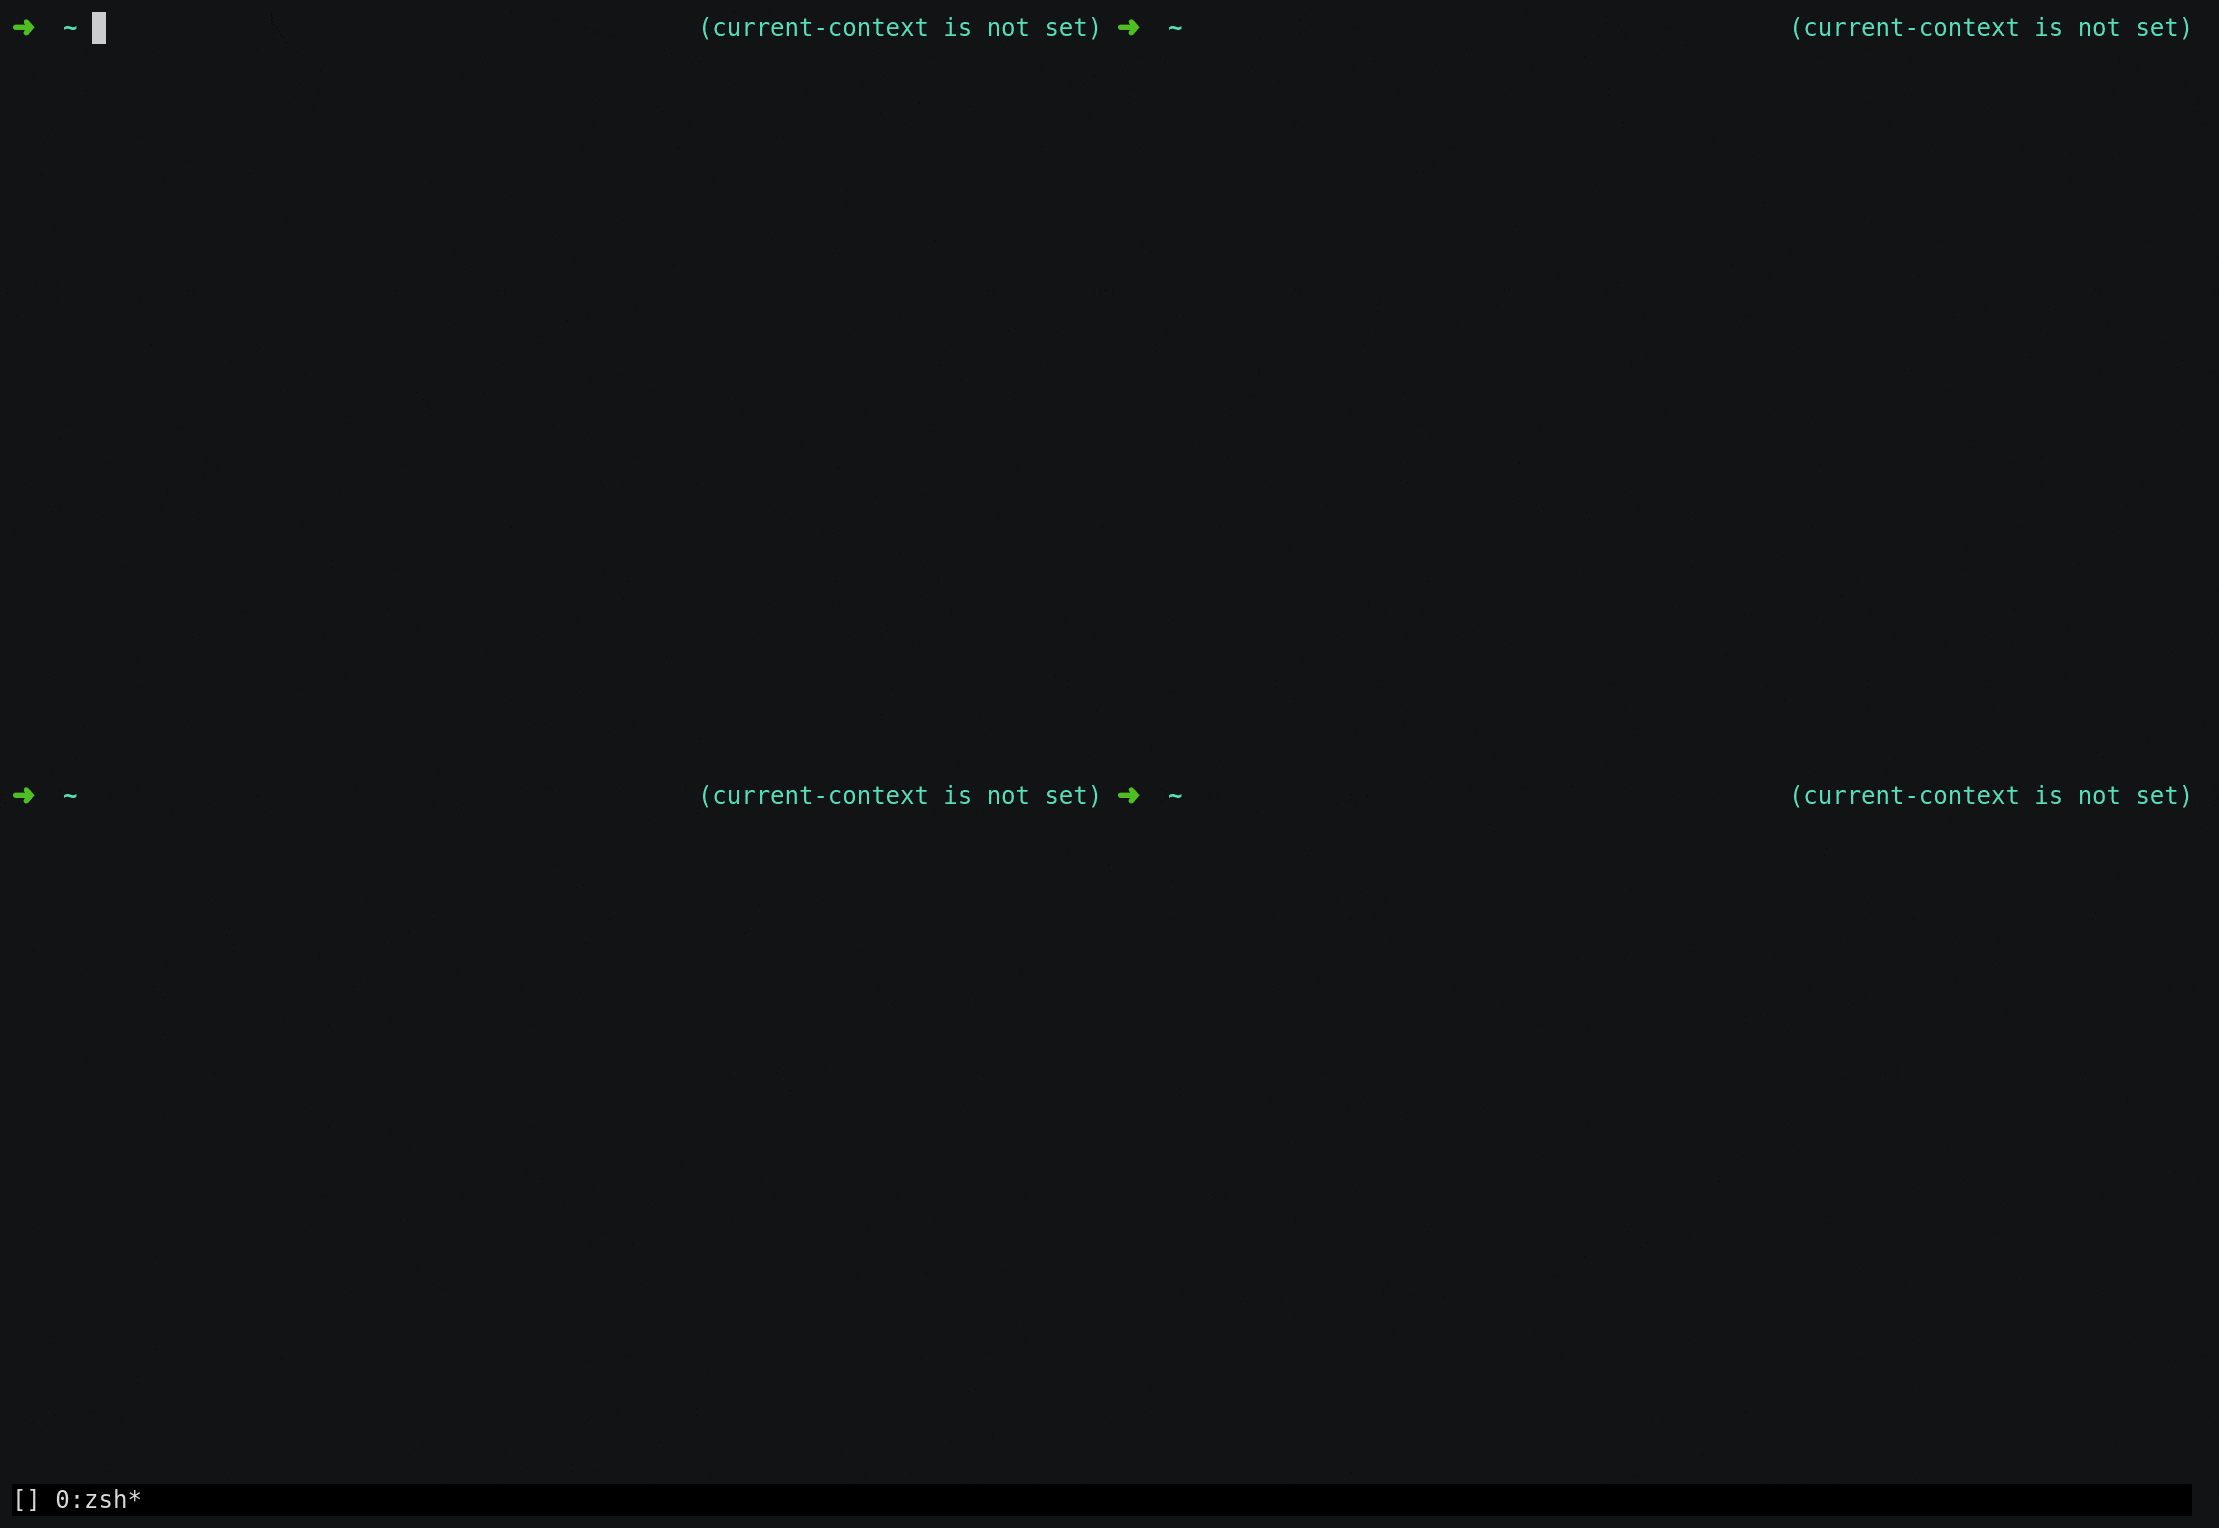 ➜  ~ (current-context is not set) ➜  ~ (current-context is not set)
➜  ~ (current-context is not set) ➜  ~ (current-context is not set)
[] 0:zsh*